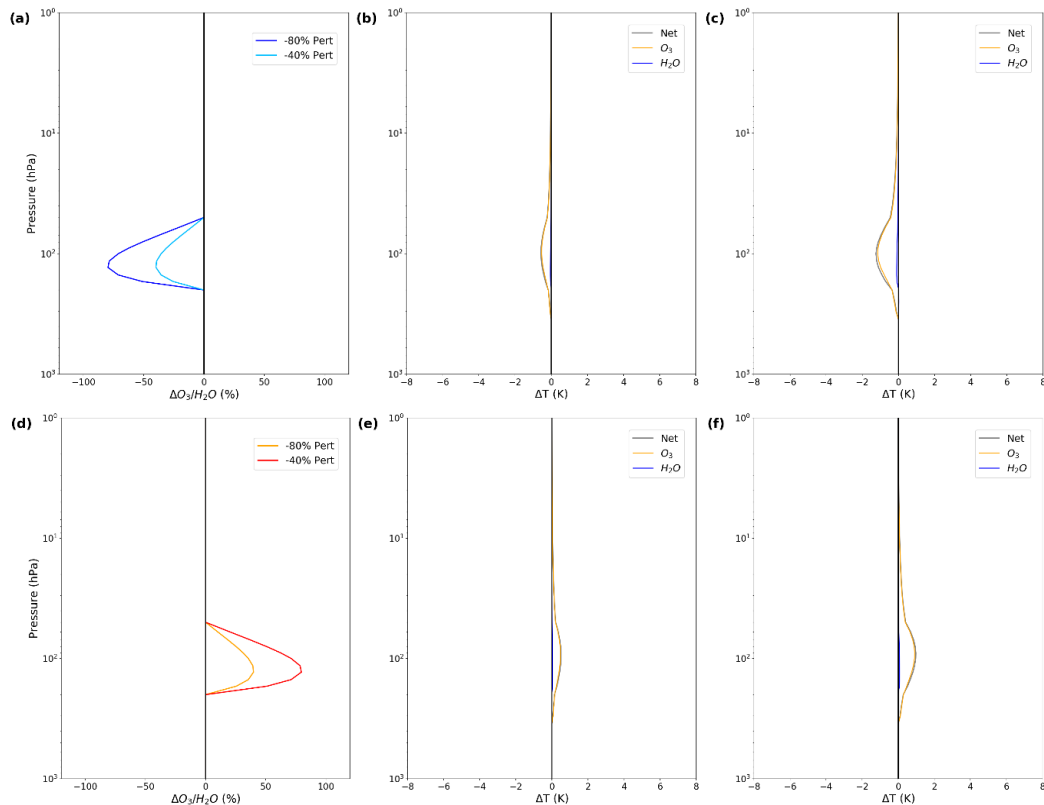 (a)
10⁰
10¹
10²
10³
Pressure (hPa)
-80% Pert
-40% Pert
−100 −50 0 50 100
ΔO₃/H₂O (%)
(b)
10⁰
10¹
10²
10³
Net
O₃
H₂O
−8 −6 −4 −2 0 2 4 6 8
ΔT (K)
(c)
10⁰
10¹
10²
10³
Net
O₃
H₂O
−8 −6 −4 −2 0 2 4 6 8
ΔT (K)
(d)
10⁰
10¹
10²
10³
Pressure (hPa)
-80% Pert
-40% Pert
−100 −50 0 50 100
ΔO₃/H₂O (%)
(e)
10⁰
10¹
10²
10³
Net
O₃
H₂O
−8 −6 −4 −2 0 2 4 6 8
ΔT (K)
(f)
10⁰
10¹
10²
10³
Net
O₃
H₂O
−8 −6 −4 −2 0 2 4 6 8
ΔT (K)